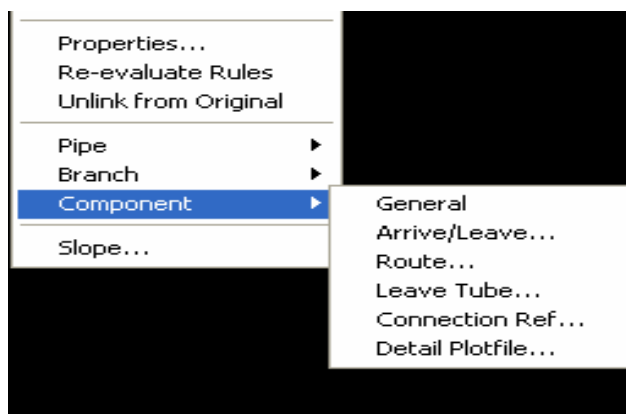 Properties...
Re-evaluate Rules
Unlink from Original
Pipe
Branch
Component
Slope...
General
Arrive/Leave...
Route...
Leave Tube...
Connection Ref...
Detail Plotfile...